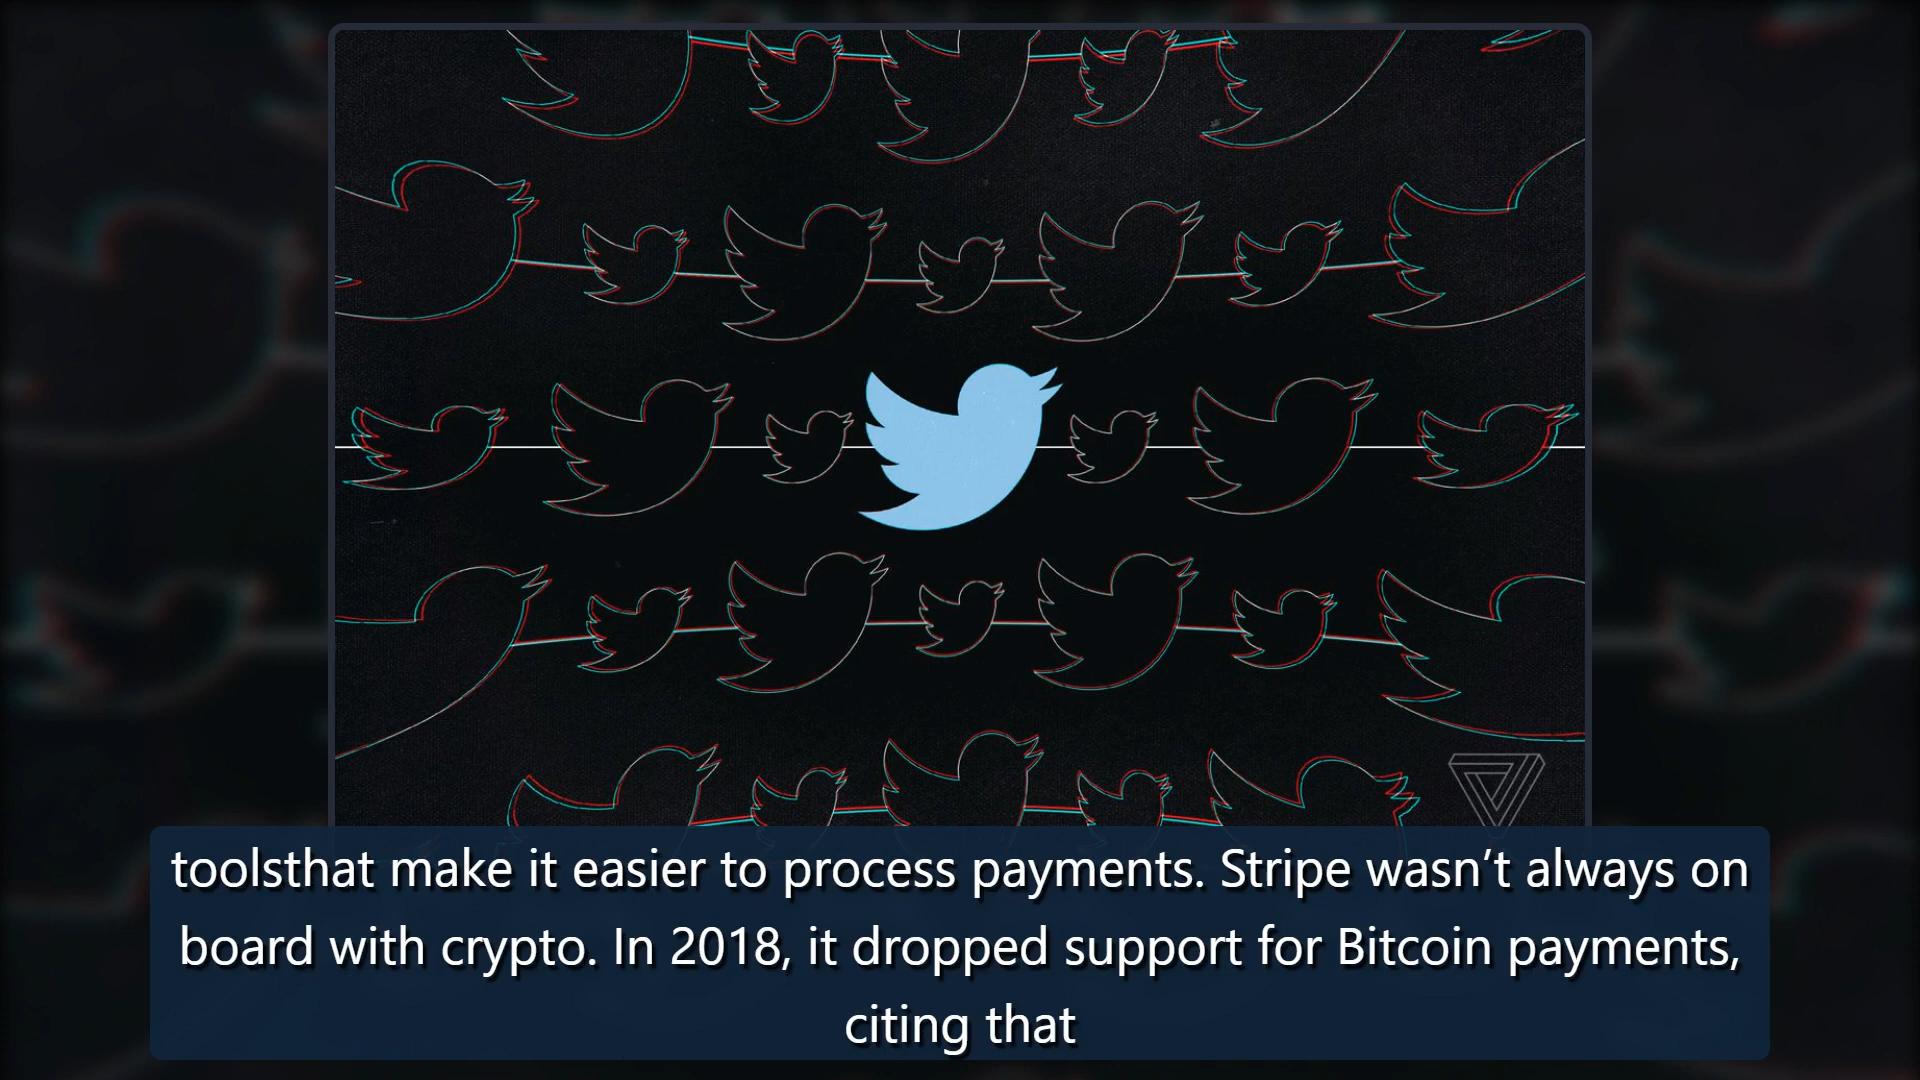 toolsthat make it easier to process payments. Stripe wasn’t always on
board with crypto. In 2018, it dropped support for Bitcoin payments,
citing that